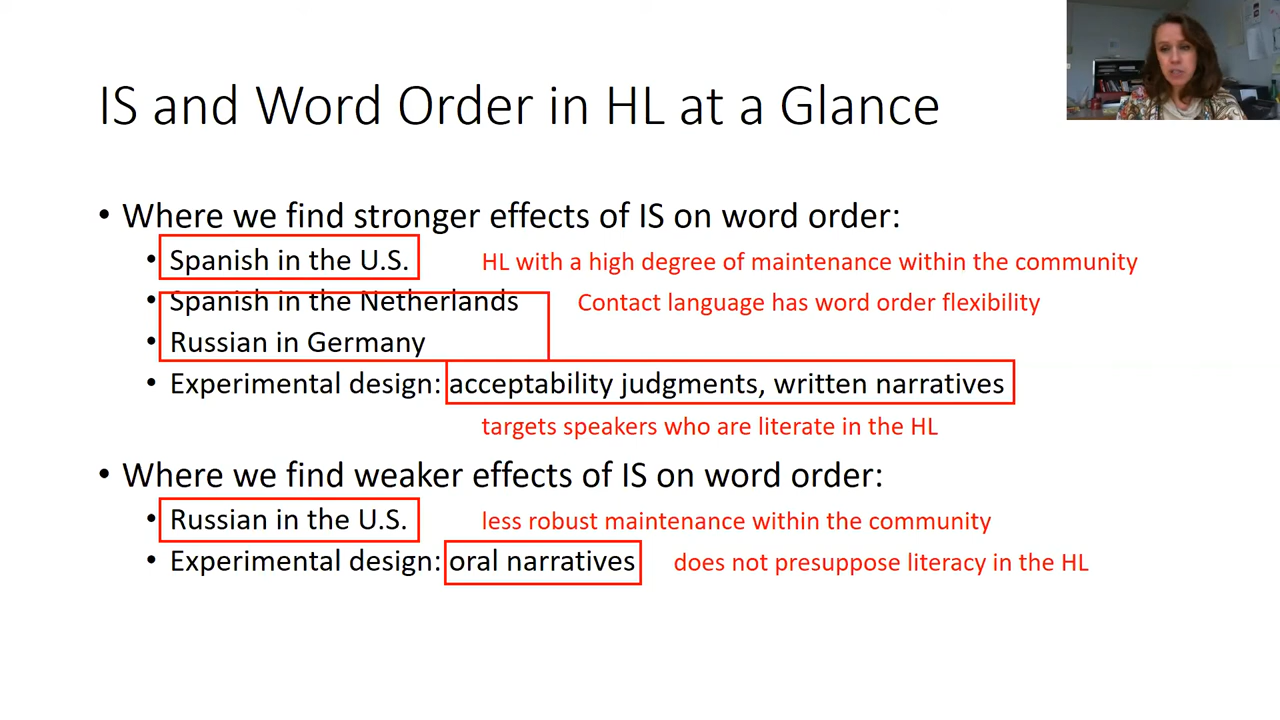 IS and Word Order in HL at a Glance
• Where we find stronger effects of IS on word order:
• Spanish in the U.S. HL with a high degree of maintenance within the community
• Spanish in the Netherlands Contact language has word order flexibility
• Russian in Germany
• Experimental design: acceptability judgments, written narratives
targets speakers who are literate in the HL
• Where we find weaker effects of IS on word order:
• Russian in the U.S. less robust maintenance within the community
• Experimental design: oral narratives does not presuppose literacy in the HL